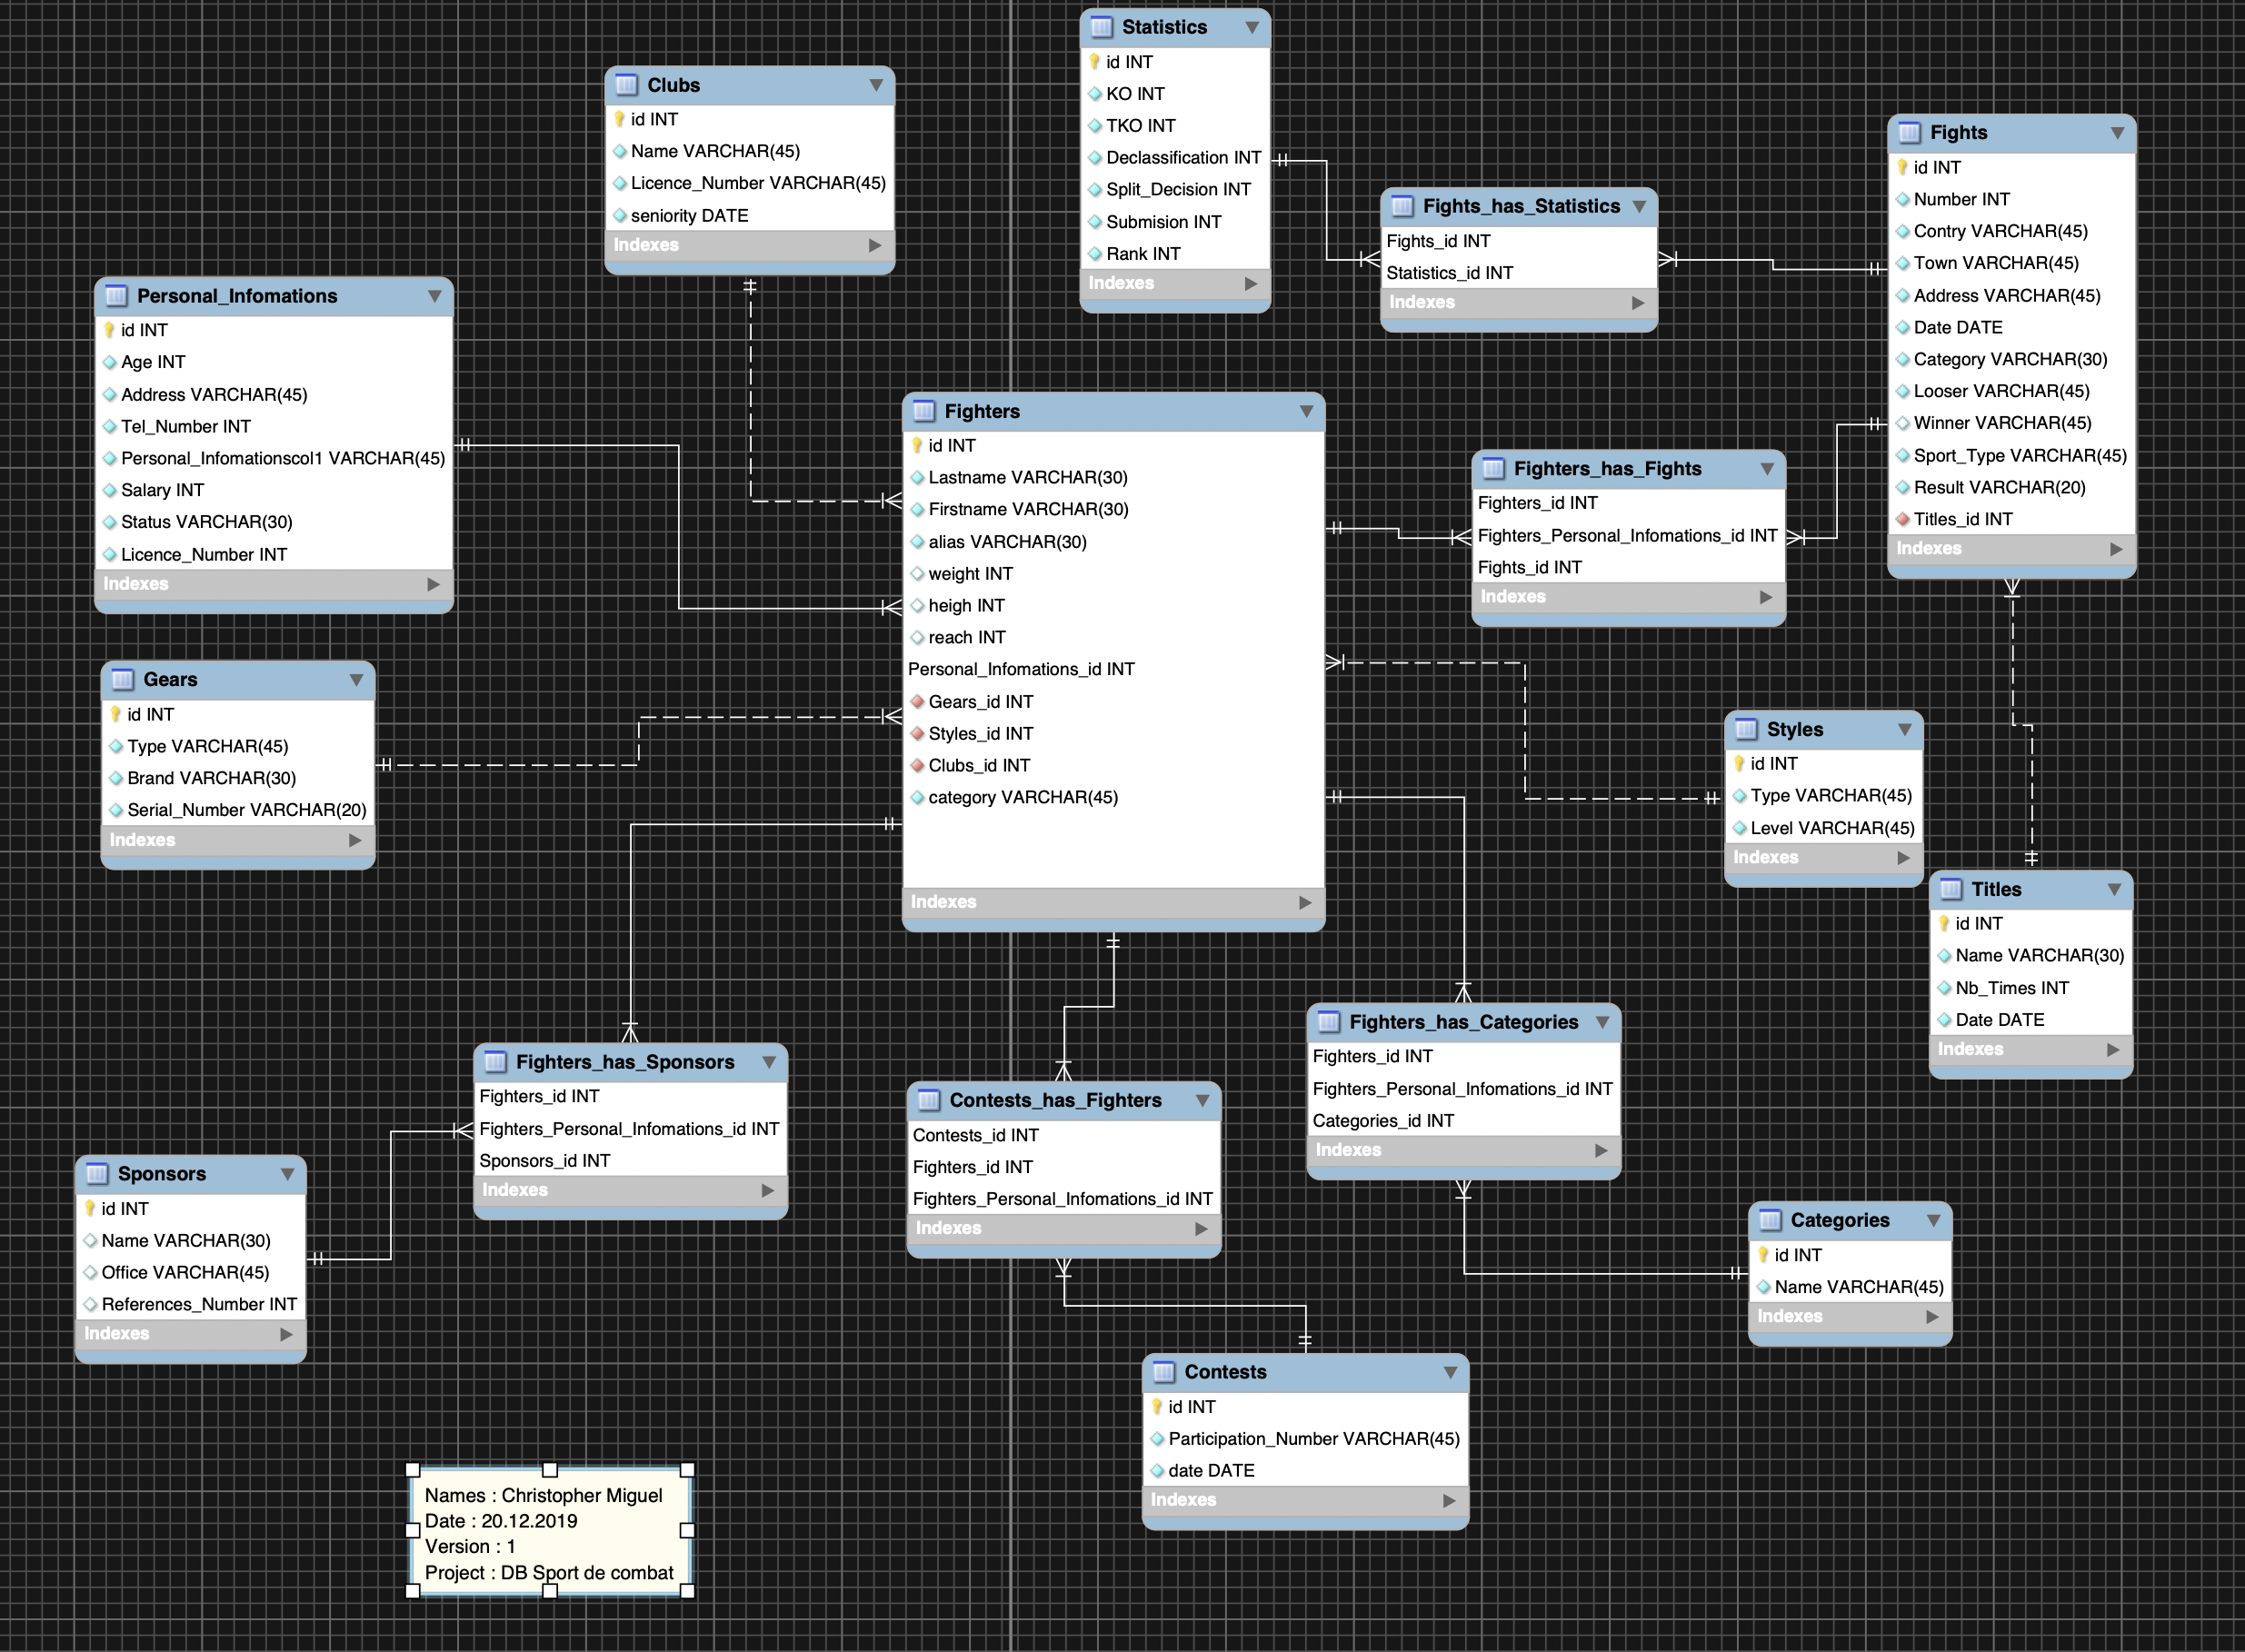 Statistics
id INT
KO INT
TKO INT
Declassification INT
Split_Decision INT
Submision INT
Rank INT
Indexes
Clubs
id INT
Name VARCHAR(45)
Licence_Number VARCHAR(45)
seniority DATE
Indexes
Fights
id INT
Number INT
Contry VARCHAR(45)
Town VARCHAR(45)
Address VARCHAR(45)
Date DATE
Category VARCHAR(30)
Looser VARCHAR(45)
Winner VARCHAR(45)
Sport_Type VARCHAR(45)
Result VARCHAR(20)
Titles_id INT
Indexes
Fights_has_Statistics
Fights_id INT
Statistics_id INT
Indexes
Personal_Infomations
id INT
Age INT
Address VARCHAR(45)
Tel_Number INT
Personal_Infomationscol1 VARCHAR(45)
Salary INT
Status VARCHAR(30)
Licence_Number INT
Indexes
Fighters
id INT
Lastname VARCHAR(30)
Firstname VARCHAR(30)
alias VARCHAR(30)
weight INT
heigh INT
reach INT
Personal_Infomations_id INT
Gears_id INT
Styles_id INT
Clubs_id INT
category VARCHAR(45)
Indexes
Fighters_has_Fights
Fighters_id INT
Fighters_Personal_Infomations_id INT
Fights_id INT
Indexes
Gears
id INT
Type VARCHAR(45)
Brand VARCHAR(30)
Serial_Number VARCHAR(20)
Indexes
Styles
id INT
Type VARCHAR(45)
Level VARCHAR(45)
Indexes
Titles
id INT
Name VARCHAR(30)
Nb_Times INT
Date DATE
Indexes
Fighters_has_Sponsors
Fighters_id INT
Fighters_Personal_Infomations_id INT
Sponsors_id INT
Indexes
Contests_has_Fighters
Contests_id INT
Fighters_id INT
Fighters_Personal_Infomations_id INT
Indexes
Fighters_has_Categories
Fighters_id INT
Fighters_Personal_Infomations_id INT
Categories_id INT
Indexes
Sponsors
id INT
Name VARCHAR(30)
Office VARCHAR(45)
References_Number INT
Indexes
Categories
id INT
Name VARCHAR(45)
Indexes
Contests
id INT
Participation_Number VARCHAR(45)
date DATE
Indexes
Names : Christopher Miguel
Date : 20.12.2019
Version : 1
Project : DB Sport de combat